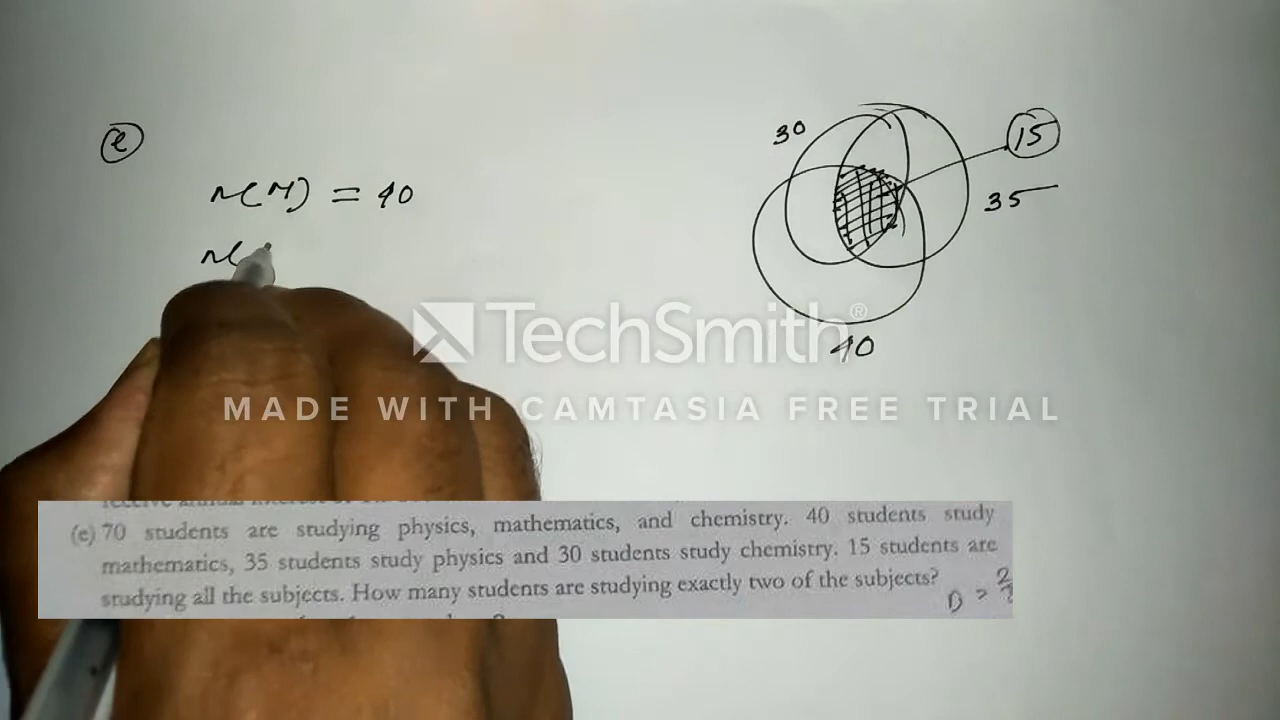 (e)
30
15
n(M) = 40
35
n(
TechSmith®
40
MADE WITH CAMTASIA FREE TRIAL
(e) 70 students are studying physics, mathematics, and chemistry. 40 students study
mathematics, 35 students study physics and 30 students study chemistry. 15 students are
studying all the subjects. How many students are studying exactly two of the subjects?